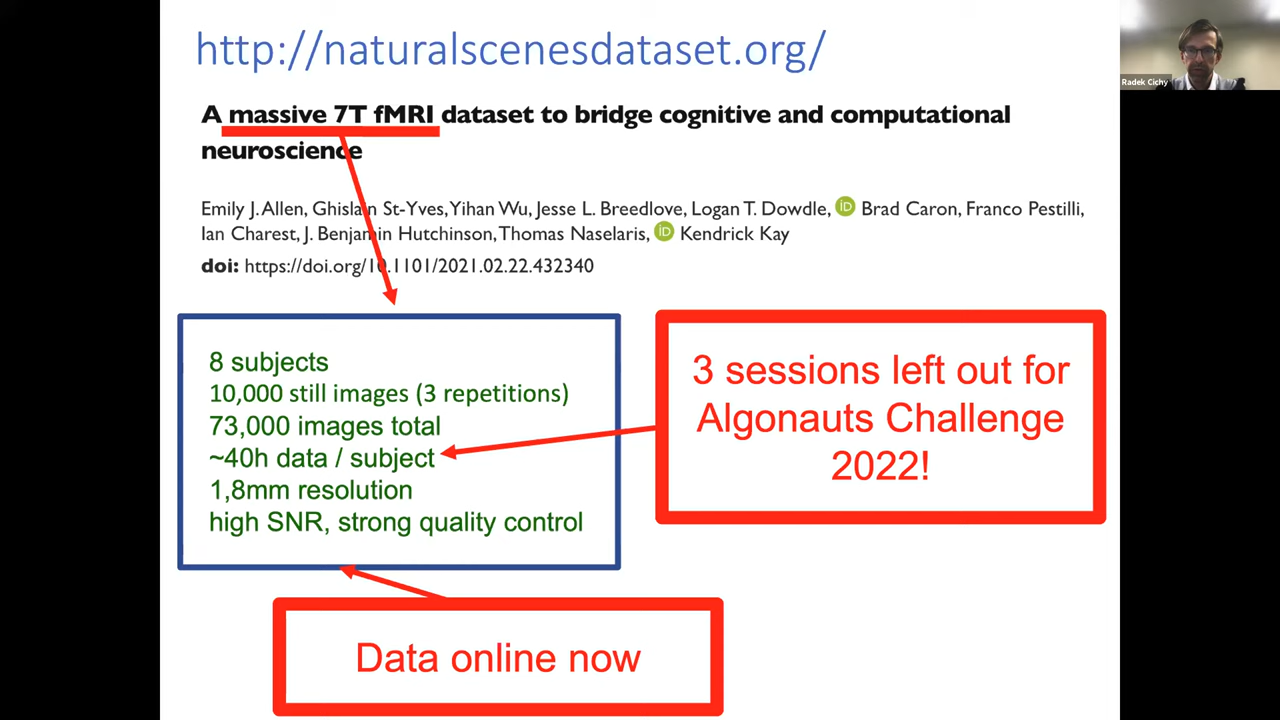 http://naturalscenesdataset.org/
Radek Cichy
A massive 7T fMRI dataset to bridge cognitive and computational
neuroscience
Emily J. Allen, Ghislain St-Yves, Yihan Wu, Jesse L. Breedlove, Logan T. Dowdle, iD Brad Caron, Franco Pestilli,
Ian Charest, J. Benjamin Hutchinson, Thomas Naselaris, iD Kendrick Kay
doi: https://doi.org/10.1101/2021.02.22.432340
8 subjects
10,000 still images (3 repetitions)
73,000 images total
~40h data / subject
1,8mm resolution
high SNR, strong quality control
3 sessions left out for
Algonauts Challenge
2022!
Data online now